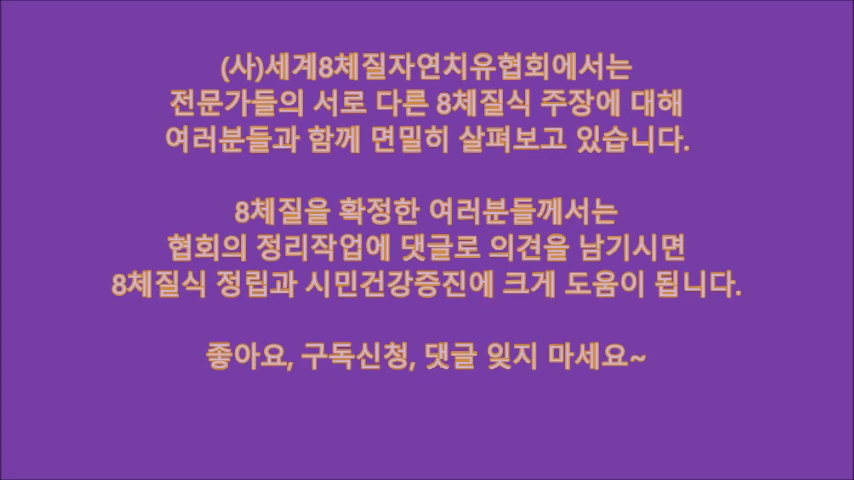 (사)세계8체질자연치유협회에서는
전문가들의 서로 다른 8체질식 주장에 대해
여러분들과 함께 면밀히 살펴보고 있습니다.
8체질을 확정한 여러분들께서는
협회의 정리작업에 댓글로 의견을 남기시면
8체질식 정립과 시민건강증진에 크게 도움이 됩니다.
좋아요, 구독신청, 댓글 잊지 마세요~